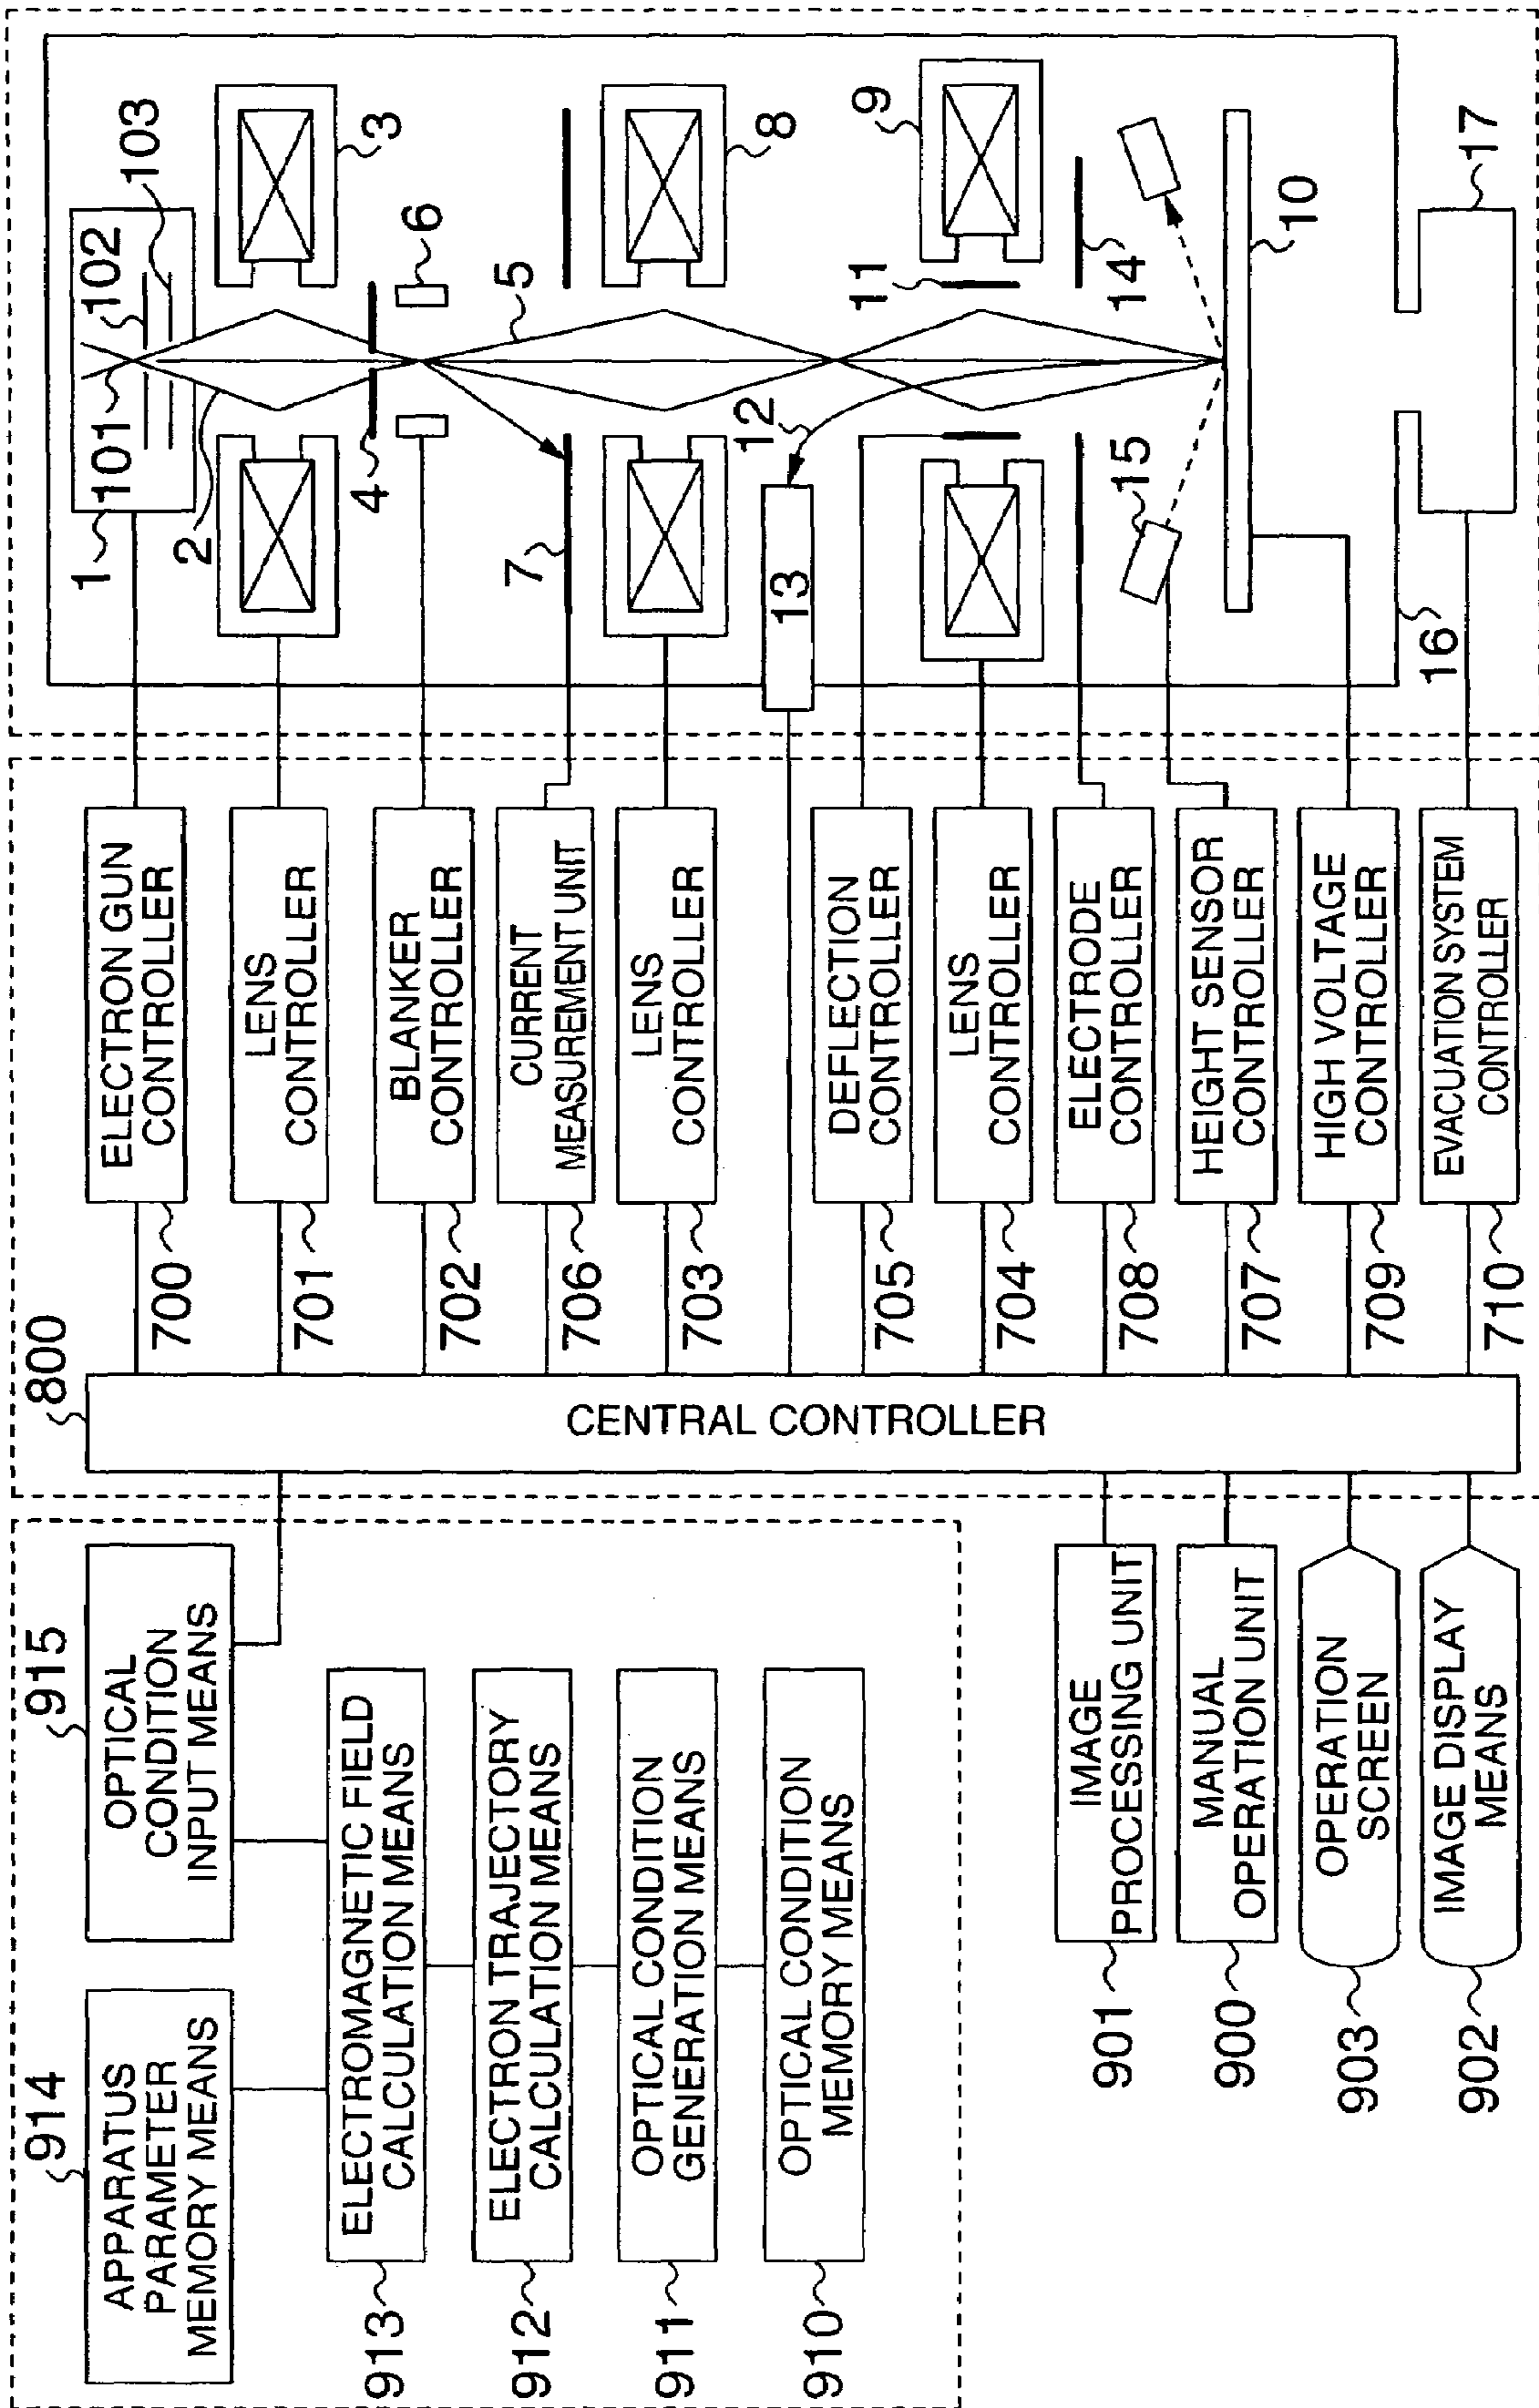 914
APPARATUS
PARAMETER
MEMORY MEANS
915
OPTICAL
CONDITION
INPUT MEANS
913
ELECTROMAGNETIC FIELD
CALCULATION MEANS
912
ELECTRON TRAJECTORY
CALCULATION MEANS
911
OPTICAL CONDITION
GENERATION MEANS
910
OPTICAL CONDITION
MEMORY MEANS
901
IMAGE
PROCESSING UNIT
900
MANUAL
OPERATION UNIT
903
OPERATION
SCREEN
902
IMAGE DISPLAY
MEANS
800
CENTRAL CONTROLLER
700
ELECTRON GUN
CONTROLLER
701
LENS
CONTROLLER
702
BLANKER
CONTROLLER
706
CURRENT
MEASUREMENT UNIT
703
LENS
CONTROLLER
705
DEFLECTION
CONTROLLER
704
LENS
CONTROLLER
708
ELECTRODE
CONTROLLER
707
HEIGHT SENSOR
CONTROLLER
709
HIGH VOLTAGE
CONTROLLER
710
EVACUATION SYSTEM
CONTROLLER
1
101
102
103
2
3
4
6
5
7
8
12
13
9
11
14
15
10
16
17